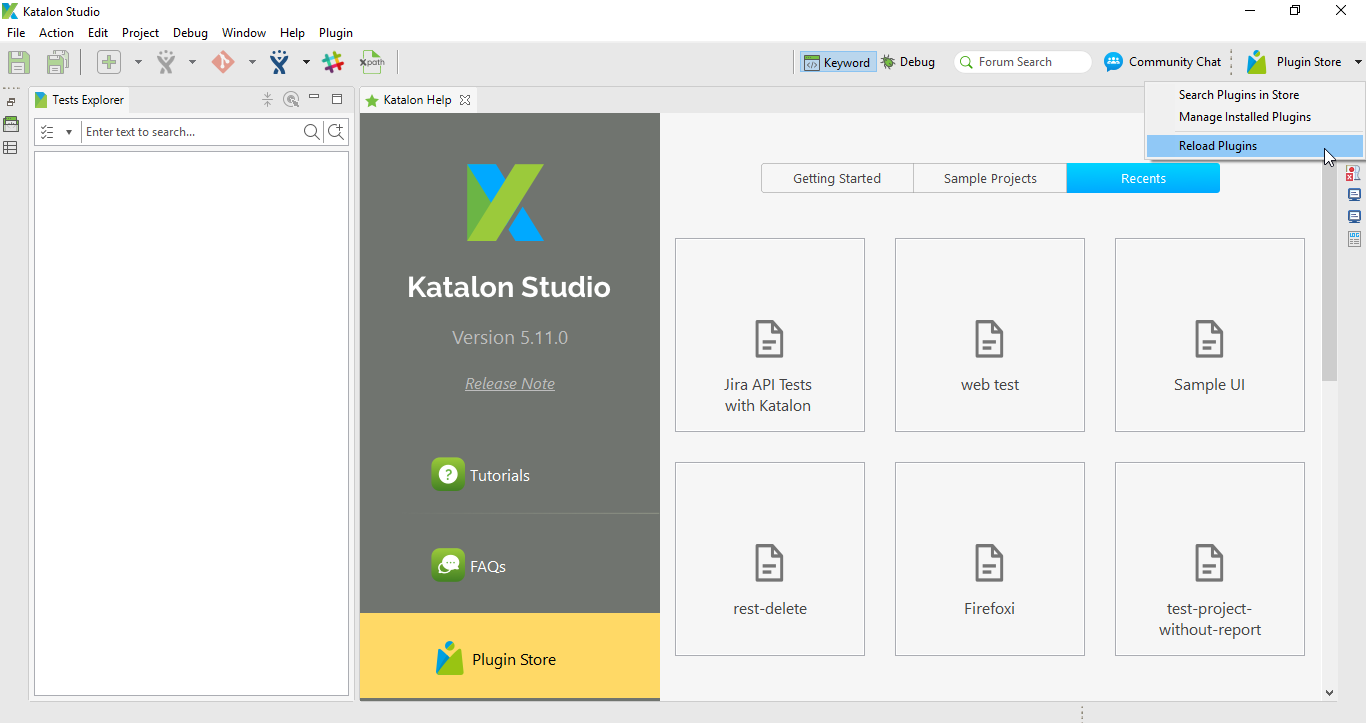 Katalon Studio
File Action Edit Project Debug Window Help Plugin
Xpath
Keyword Debug Forum Search Community Chat Plugin Store
Search Plugins in Store
Manage Installed Plugins
Reload Plugins
Tests Explorer
Enter text to search...
Katalon Help
Katalon Studio
Version 5.11.0
Release Note
Tutorials
FAQs
Plugin Store
Getting Started Sample Projects Recents
Jira API Tests
with Katalon
web test
Sample UI
rest-delete
Firefoxi
test-project-
without-report